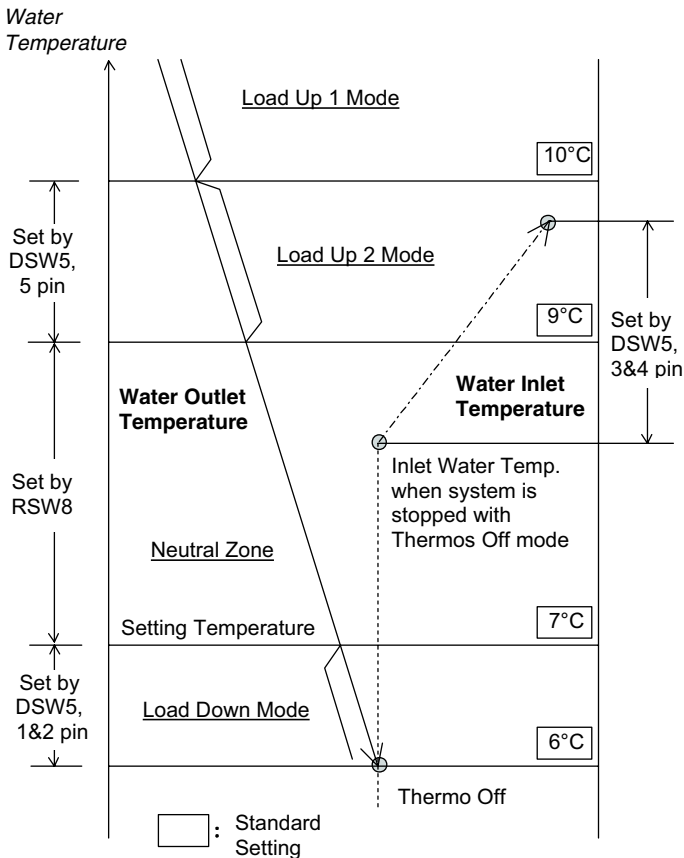 Water
Temperature
Load Up 1 Mode
10°C
Set by
DSW5,
5 pin
Load Up 2 Mode
9°C
Set by
DSW5,
3&4 pin
Water Outlet
Temperature
Water Inlet
Temperature
Set by
RSW8
Inlet Water Temp.
when system is
stopped with
Thermos Off mode
Neutral Zone
7°C
Setting Temperature
Set by
DSW5,
1&2 pin
Load Down Mode
6°C
Thermo Off
: Standard
Setting